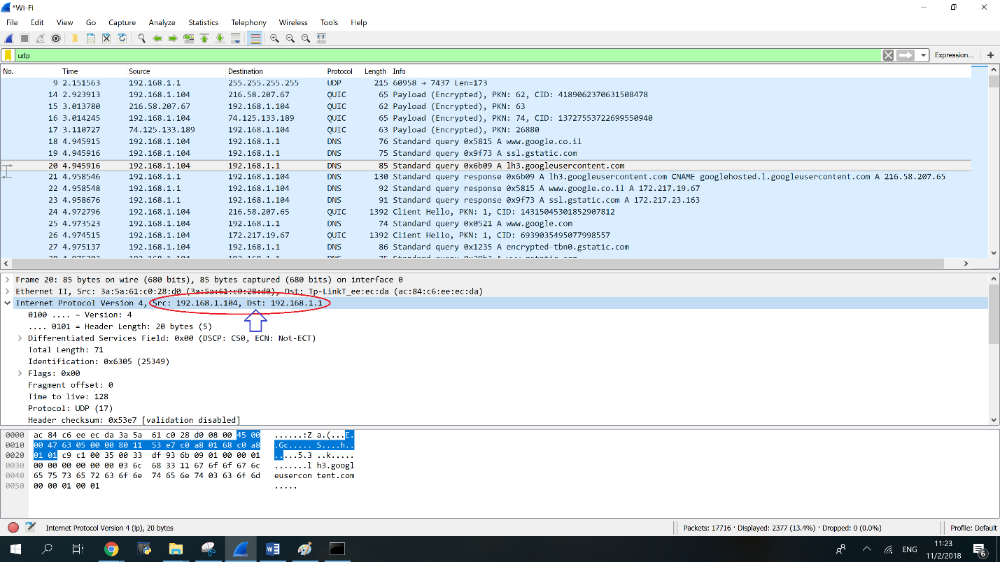 *Wi-Fi
File Edit View Go Capture Analyze Statistics Telephony Wireless Tools Help
udp Expression... +
No. Time Source Destination Protocol Length Info
9 2.151563 192.168.1.1 255.255.255.255 UDP 215 60958 → 7437 Len=173
14 2.923913 192.168.1.104 216.58.207.67 QUIC 65 Payload (Encrypted), PKN: 62, CID: 4189062370631508478
15 3.013780 216.58.207.67 192.168.1.104 QUIC 62 Payload (Encrypted), PKN: 63
16 3.014245 192.168.1.104 74.125.133.189 QUIC 65 Payload (Encrypted), PKN: 74, CID: 13727553722699550940
17 3.110727 74.125.133.189 192.168.1.104 QUIC 63 Payload (Encrypted), PKN: 26880
18 4.945915 192.168.1.104 192.168.1.1 DNS 76 Standard query 0x5815 A www.google.co.il
19 4.945916 192.168.1.104 192.168.1.1 DNS 75 Standard query 0x9f73 A ssl.gstatic.com
20 4.945916 192.168.1.104 192.168.1.1 DNS 85 Standard query 0x6b09 A lh3.googleusercontent.com
21 4.958546 192.168.1.1 192.168.1.104 DNS 130 Standard query response 0x6b09 A lh3.googleusercontent.com CNAME googlehosted.l.googleusercontent.com A 216.58.207.65
22 4.958548 192.168.1.1 192.168.1.104 DNS 92 Standard query response 0x5815 A www.google.co.il A 172.217.19.67
23 4.958676 192.168.1.1 192.168.1.104 DNS 91 Standard query response 0x9f73 A ssl.gstatic.com A 172.217.23.163
24 4.972796 192.168.1.104 216.58.207.65 QUIC 1392 Client Hello, PKN: 1, CID: 14315045301852907812
25 4.973523 192.168.1.104 192.168.1.1 DNS 74 Standard query 0x0521 A www.google.com
26 4.974515 192.168.1.104 172.217.19.67 QUIC 1392 Client Hello, PKN: 1, CID: 6939035495077998557
27 4.975137 192.168.1.104 192.168.1.1 DNS 86 Standard query 0x1235 A encrypted-tbn0.gstatic.com
Frame 20: 85 bytes on wire (680 bits), 85 bytes captured (680 bits) on interface 0
Ethernet II, Src: 3a:5a:61:c0:28:d0 (3a:5a:61:c0:28:d0), Dst: Tp-LinkT_ee:ec:da (ac:84:c6:ee:ec:da)
Internet Protocol Version 4, Src: 192.168.1.104, Dst: 192.168.1.1
0100 .... = Version: 4
.... 0101 = Header Length: 20 bytes (5)
Differentiated Services Field: 0x00 (DSCP: CS0, ECN: Not-ECT)
Total Length: 71
Identification: 0x6305 (25349)
Flags: 0x00
Fragment offset: 0
Time to live: 128
Protocol: UDP (17)
Header checksum: 0x53e7 [validation disabled]
0000 ac 84 c6 ee ec da 3a 5a 61 c0 28 d0 08 00 45 00 ......:Z a.(...E.
0010 00 47 63 05 00 00 80 11 53 e7 c0 a8 01 68 c0 a8 .Gc..... S....h..
0020 01 01 c9 c1 00 35 00 33 df 93 6b 09 01 00 00 01 .....5.3 ..k.....
0030 00 00 00 00 00 00 03 6c 68 33 11 67 6f 6f 67 6c .......l h3.googl
0040 65 75 73 65 72 63 6f 6e 74 65 6e 74 03 63 6f 6d eusercon tent.com
0050 00 00 01 00 01 .....
Internet Protocol Version 4 (ip), 20 bytes Packets: 17716 · Displayed: 2377 (13.4%) · Dropped: 0 (0.0%) Profile: Default
ENG 11:23
11/2/2018 6